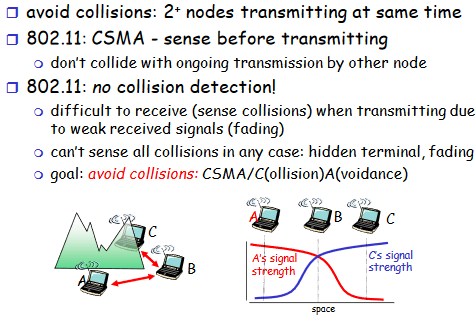 avoid collisions: 2⁺ nodes transmitting at same time
802.11: CSMA - sense before transmitting
don't collide with ongoing transmission by other node
802.11: no collision detection!
difficult to receive (sense collisions) when transmitting due
to weak received signals (fading)
can't sense all collisions in any case: hidden terminal, fading
goal: avoid collisions: CSMA/C(ollision)A(voidance)
C
A
B
A
B
C
A's signal
strength
C's signal
strength
space